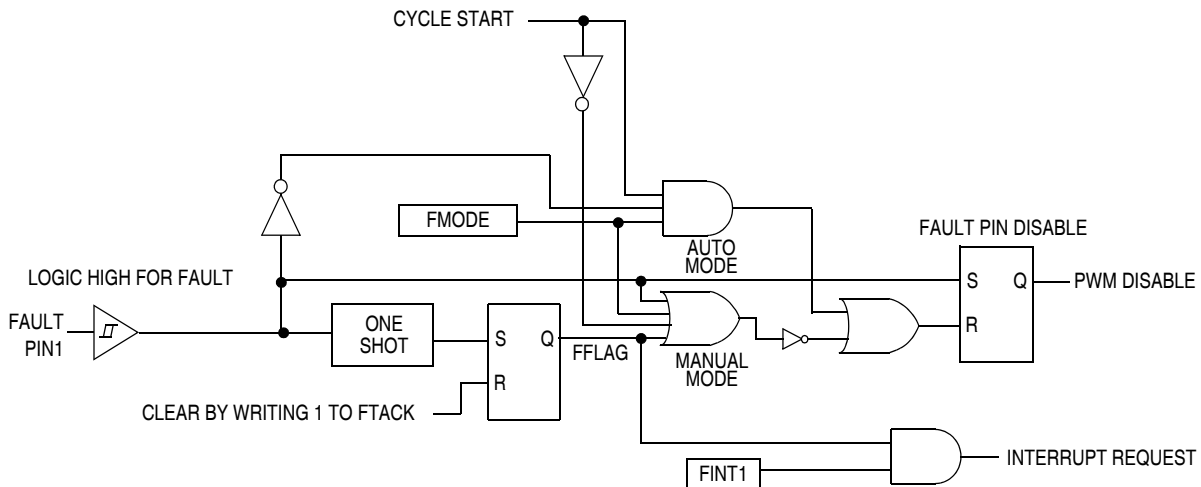 CYCLE START
FMODE
AUTO
MODE
FAULT PIN DISABLE
LOGIC HIGH FOR FAULT
S Q
PWM DISABLE
R
FAULT
PIN1
ONE
SHOT
S Q
FFLAG
MANUAL
MODE
R
CLEAR BY WRITING 1 TO FTACK
INTERRUPT REQUEST
FINT1